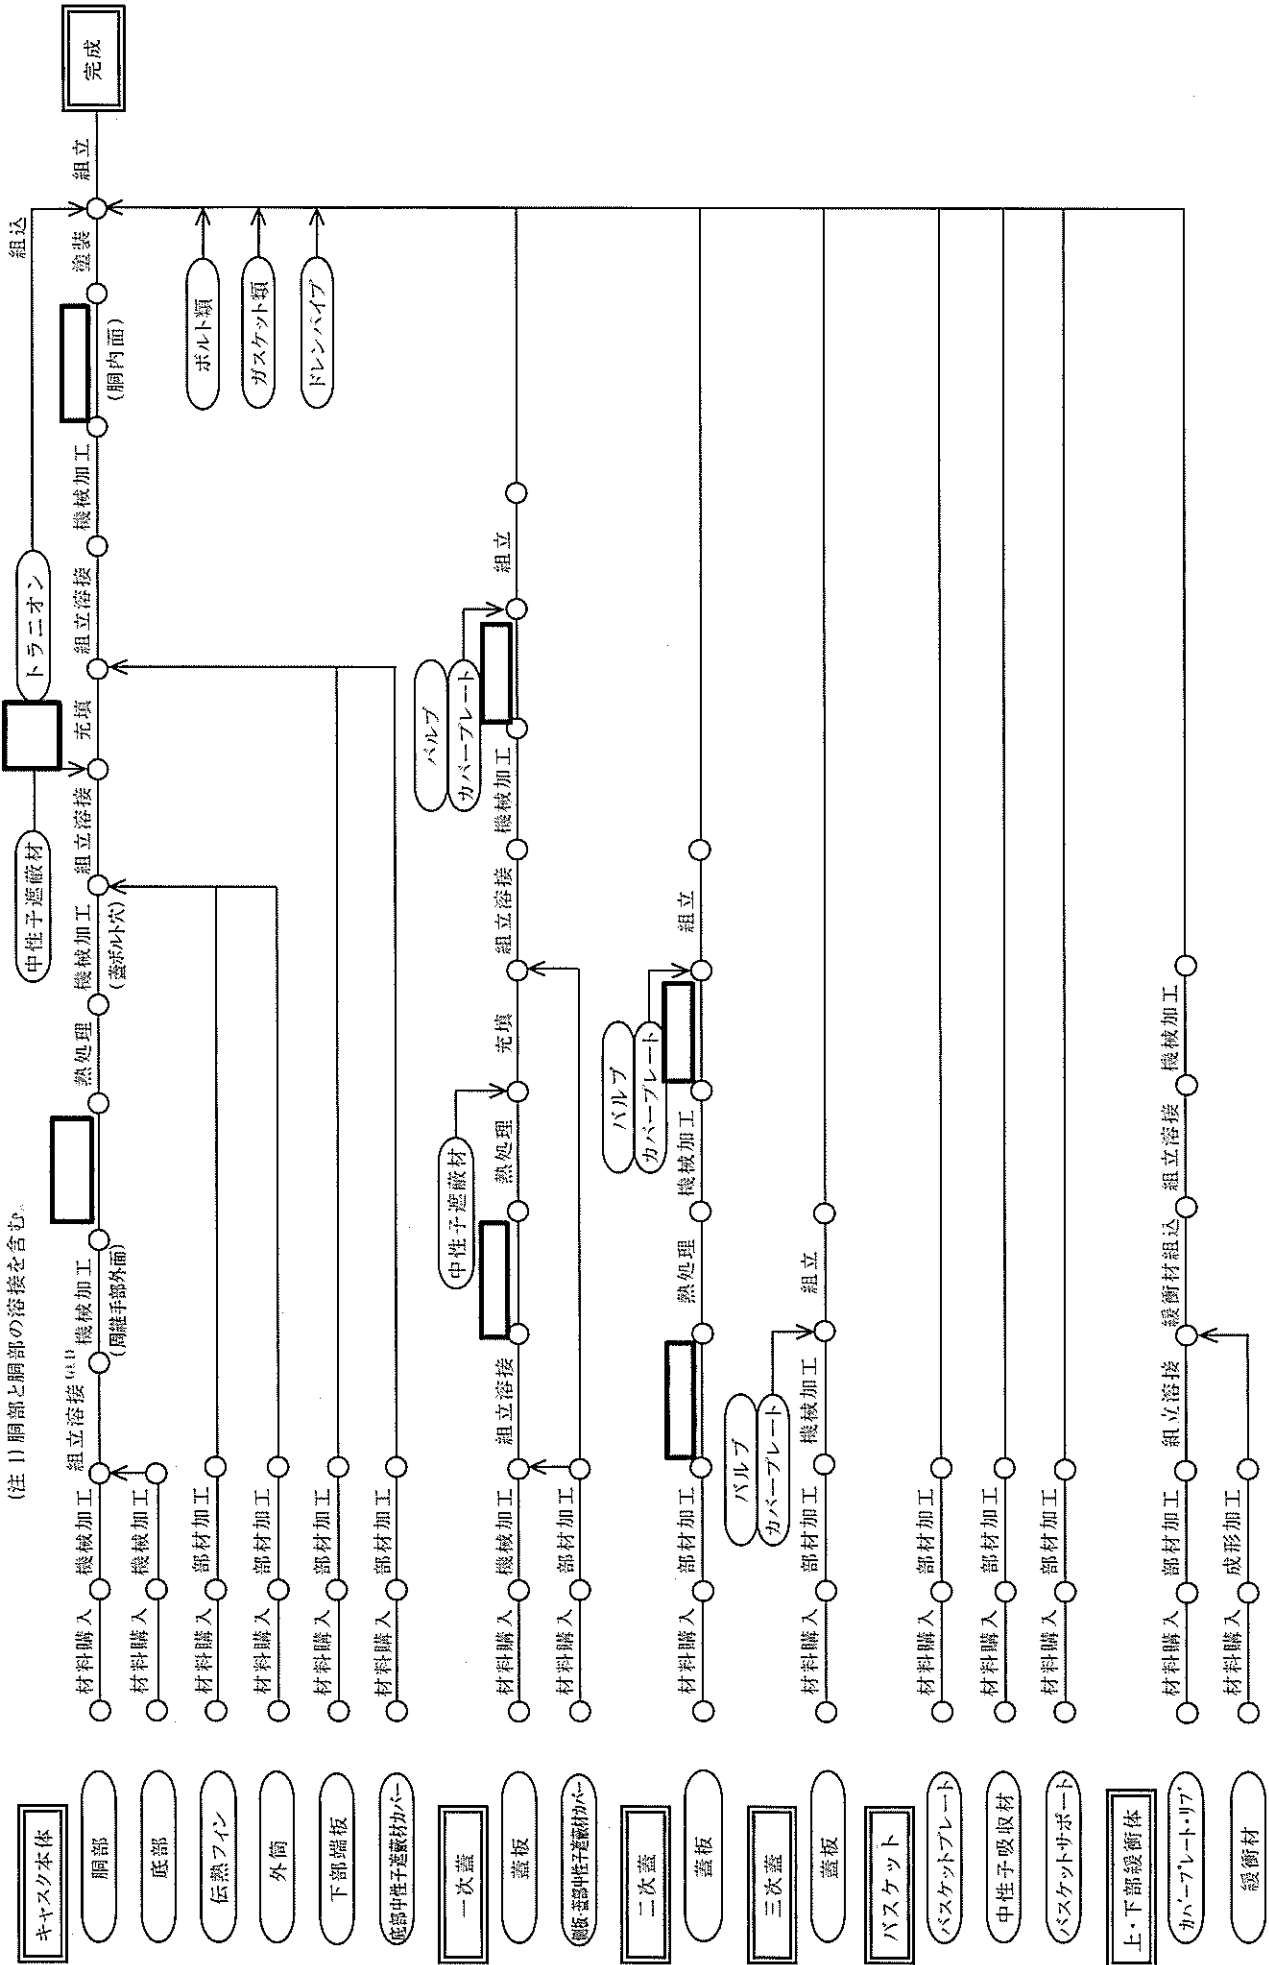 (注 1) 胴部と胴部の溶接を含む。
キャスク本体
胴部
材料購入
機械加工
組立溶接(注1)
機械加工
(周継手部外面)
熱処理
機械加工
(蓋ボルト穴)
組立溶接
充填
組立溶接
機械加工
(胴内面)
塗装
組立
完成
中性子遮蔽材
トラニオン
組込
底部
材料購入
機械加工
伝熱フィン
材料購入
部材加工
外筒
材料購入
部材加工
下部端板
材料購入
部材加工
底部中性子遮蔽材カバー
材料購入
部材加工
ボルト類
ガスケット類
ドレンパイプ
一次蓋
蓋板
材料購入
機械加工
組立溶接
熱処理
充填
組立溶接
機械加工
組立
中性子遮蔽材
バルブ
カバープレート
側板・蓋部中性子遮蔽材カバー
材料購入
部材加工
二次蓋
蓋板
材料購入
部材加工
熱処理
機械加工
組立
バルブ
カバープレート
三次蓋
蓋板
材料購入
部材加工
機械加工
組立
バルブ
カバープレート
バスケット
バスケットプレート
材料購入
部材加工
中性子吸収材
材料購入
部材加工
バスケットサポート
材料購入
部材加工
上・下部緩衝体
カバープレート・リブ
材料購入
部材加工
組立溶接
緩衝材組込
組立溶接
機械加工
緩衝材
材料購入
成形加工